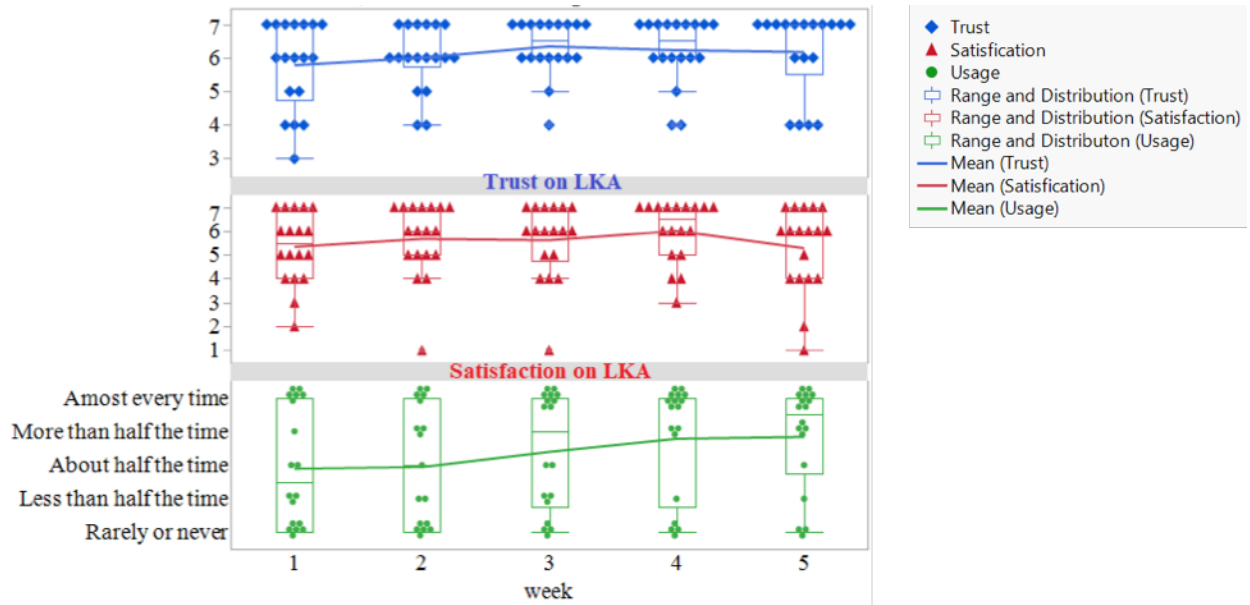 7
6
5
4
3
Trust on LKA
7
6
5
4
3
2
1
Satisfaction on LKA
Amost every time
More than half the time
About half the time
Less than half the time
Rarely or never
1 2 3 4 5
week
Trust
Satisfication
Usage
Range and Distribution (Trust)
Range and Distribution (Satisfaction)
Range and Distributon (Usage)
Mean (Trust)
Mean (Satisfication)
Mean (Usage)